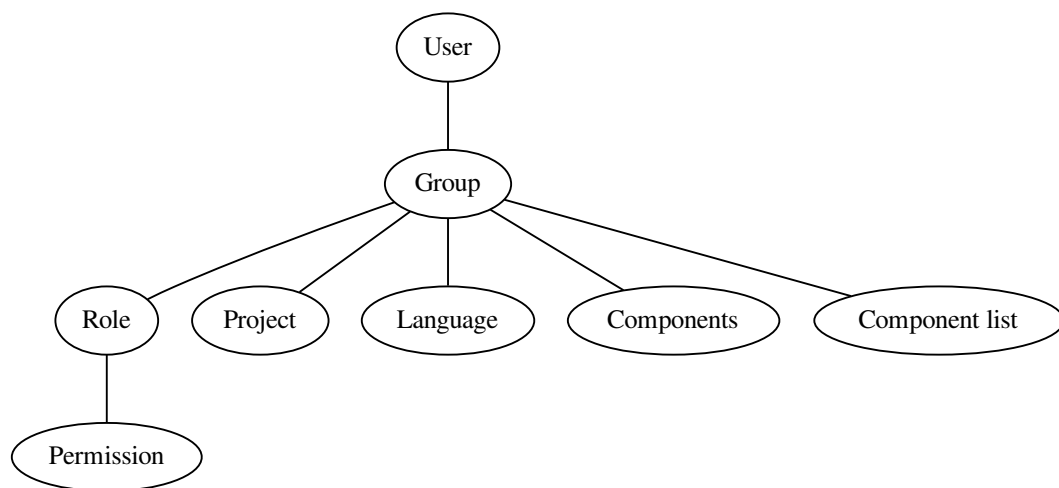 User
Group
Role
Project
Language
Components
Component list
Permission